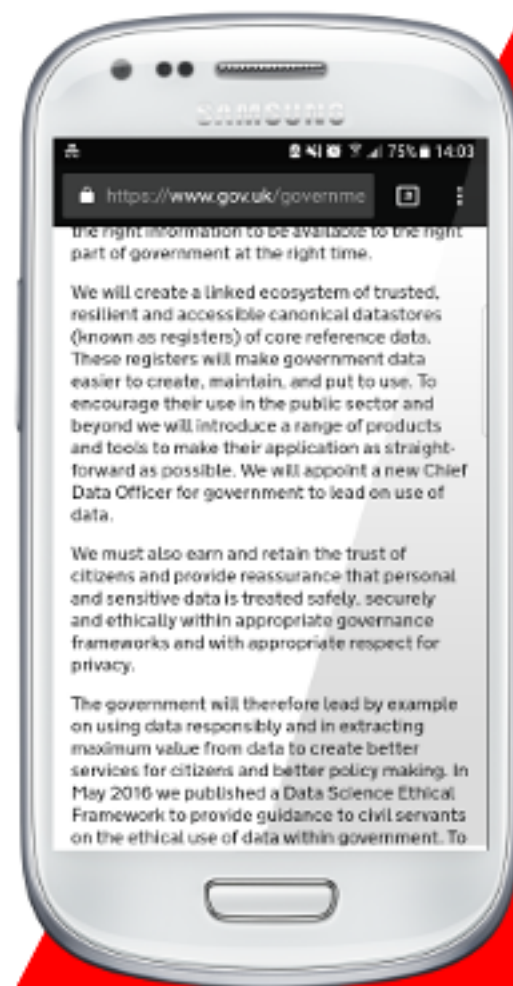 SAMSUNG
75% 14:03
https://www.gov.uk/governme
the right information to be available to the right
part of government at the right time.
We will create a linked ecosystem of trusted,
resilient and accessible canonical datastores
(known as registers) of core reference data.
These registers will make government data
easier to create, maintain, and put to use. To
encourage their use in the public sector and
beyond we will introduce a range of products
and tools to make their application as straight-
forward as possible. We will appoint a new Chief
Data Officer for government to lead on use of
data.
We must also earn and retain the trust of
citizens and provide reassurance that personal
and sensitive data is treated safely, securely
and ethically within appropriate governance
frameworks and with appropriate respect for
privacy.
The government will therefore lead by example
on using data responsibly and in extracting
maximum value from data to create better
services for citizens and better policy making. In
May 2016 we published a Data Science Ethical
Framework to provide guidance to civil servants
on the ethical use of data within government. To